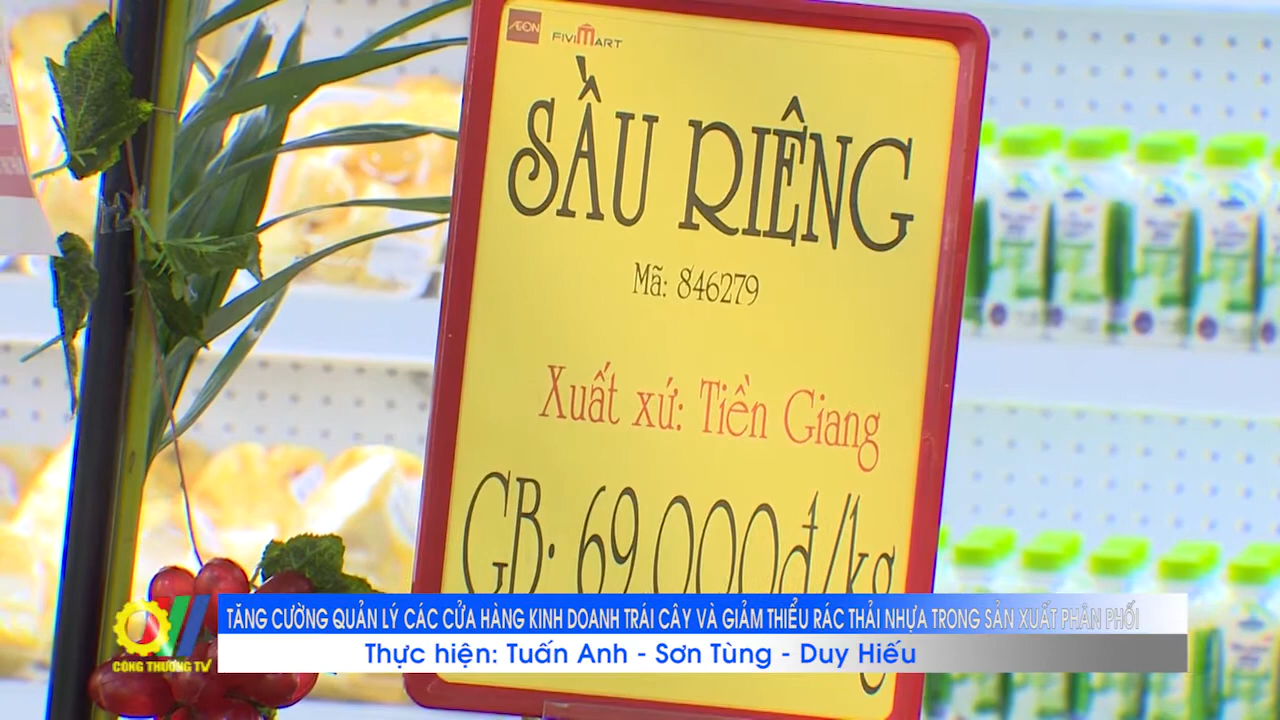 ÆON FIVIMART
SẦU RIÊNG
Mã: 846279
Xuất xứ: Tiền Giang
GB: 69.000đ/kg
TĂNG CƯỜNG QUẢN LÝ CÁC CỬA HÀNG KINH DOANH TRÁI CÂY VÀ GIẢM THIỂU RÁC THẢI NHỰA TRONG SẢN XUẤT PHÂN PHỐI
Thực hiện: Tuấn Anh - Sơn Tùng - Duy Hiếu
CÔNG THƯƠNG TV